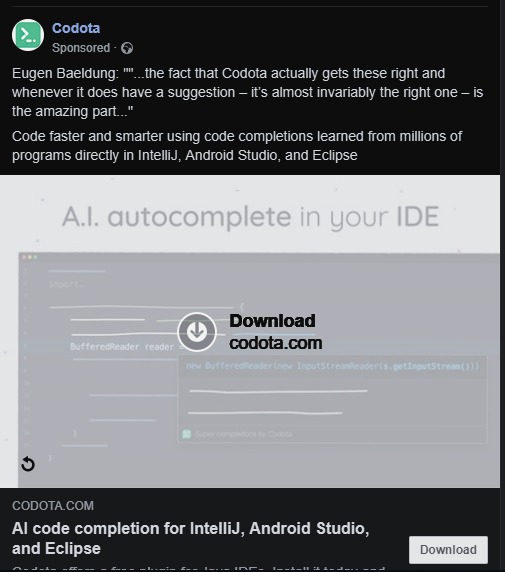 Codota
Sponsored ·
Eugen Baeldung: ""...the fact that Codota actually gets these right and
whenever it does have a suggestion – it's almost invariably the right one – is
the amazing part..."
Code faster and smarter using code completions learned from millions of
programs directly in IntelliJ, Android Studio, and Eclipse
A.I. autocomplete in your IDE
import..
{
Download
codota.com
BufferedReader reader =
new BufferedReader(new InputStreamReader(s.getInputStream()))
}
Super completions by Codota
}
CODOTA.COM
AI code completion for IntelliJ, Android Studio,
and Eclipse
Download
Codota offers a free plugin for Java IDEs. Install it today and